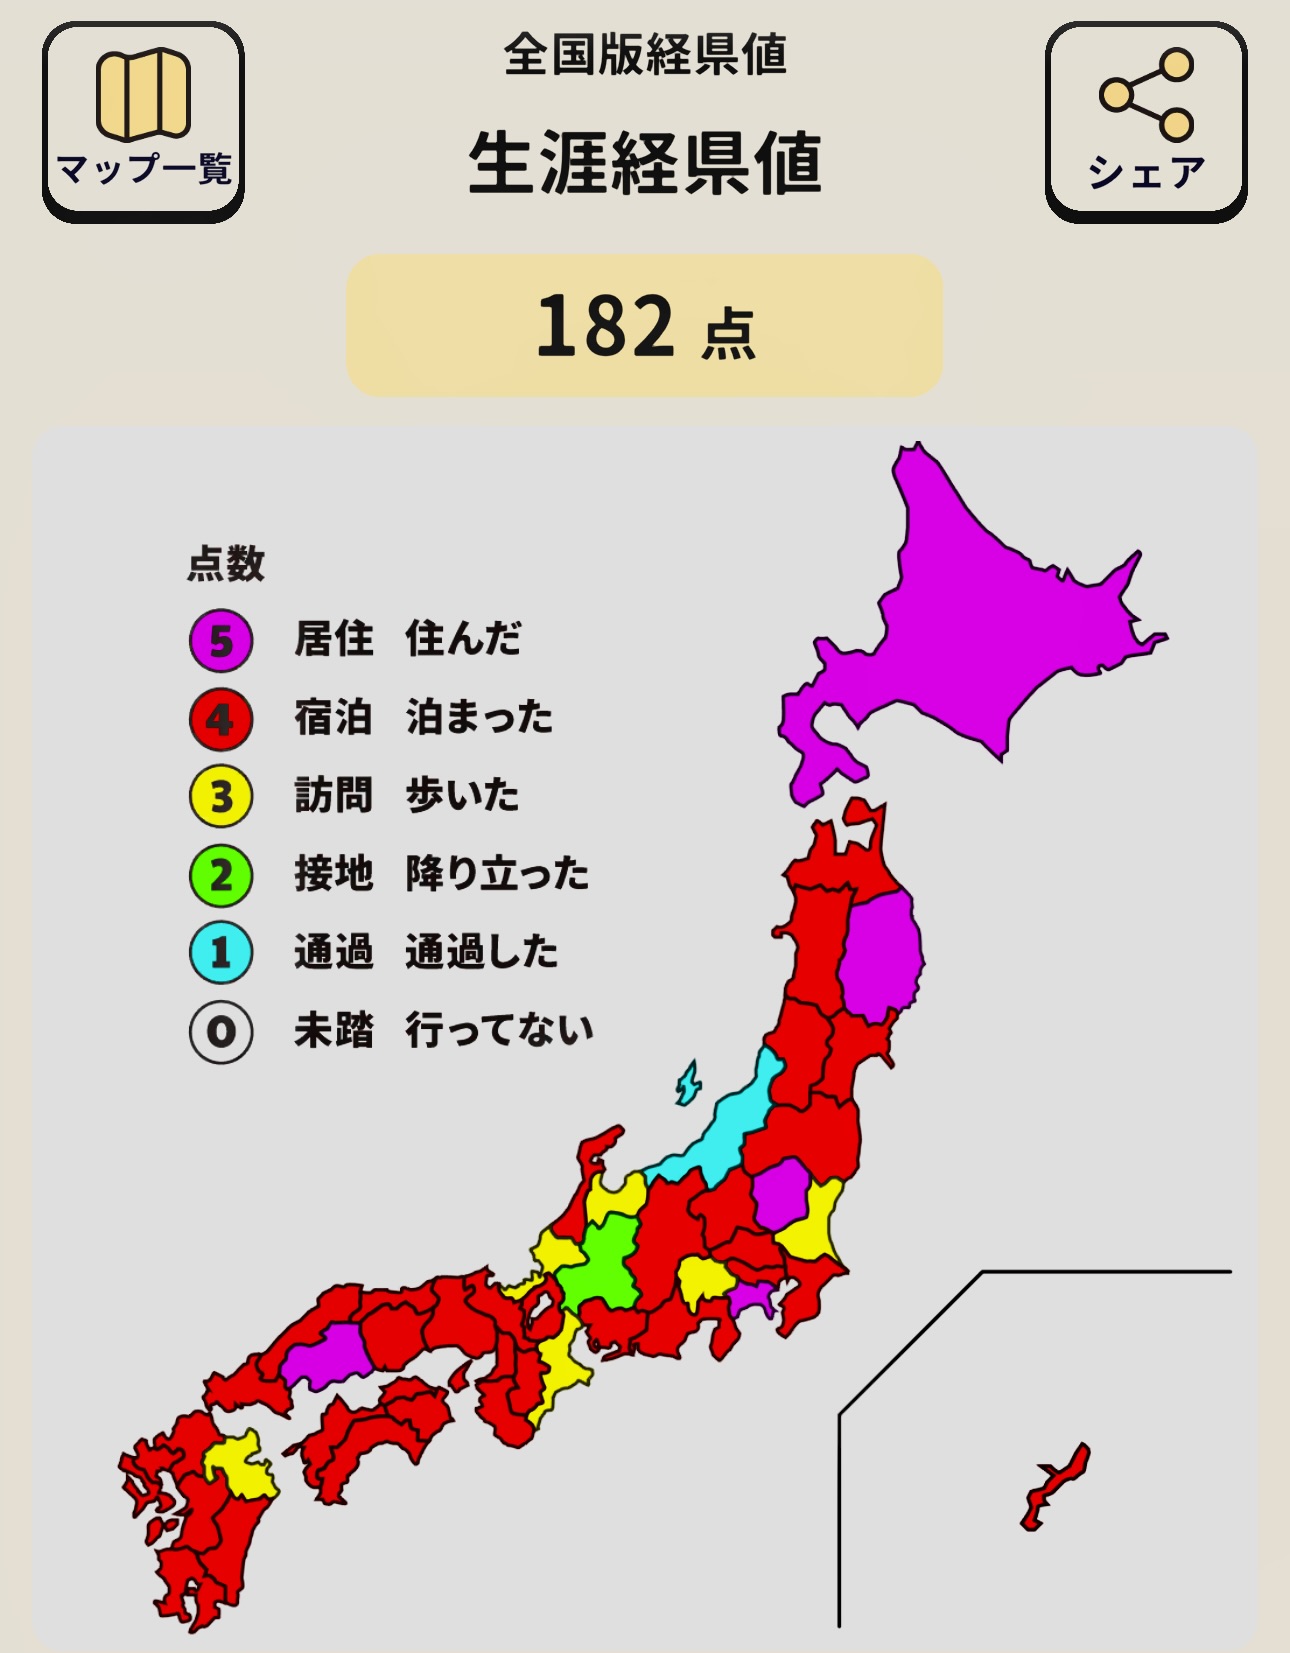 全国版経県値
マップ一覧
生涯経県値
シェア
182 点
点数
5 居住 住んだ
4 宿泊 泊まった
3 訪問 歩いた
2 接地 降り立った
1 通過 通過した
0 未踏 行ってない